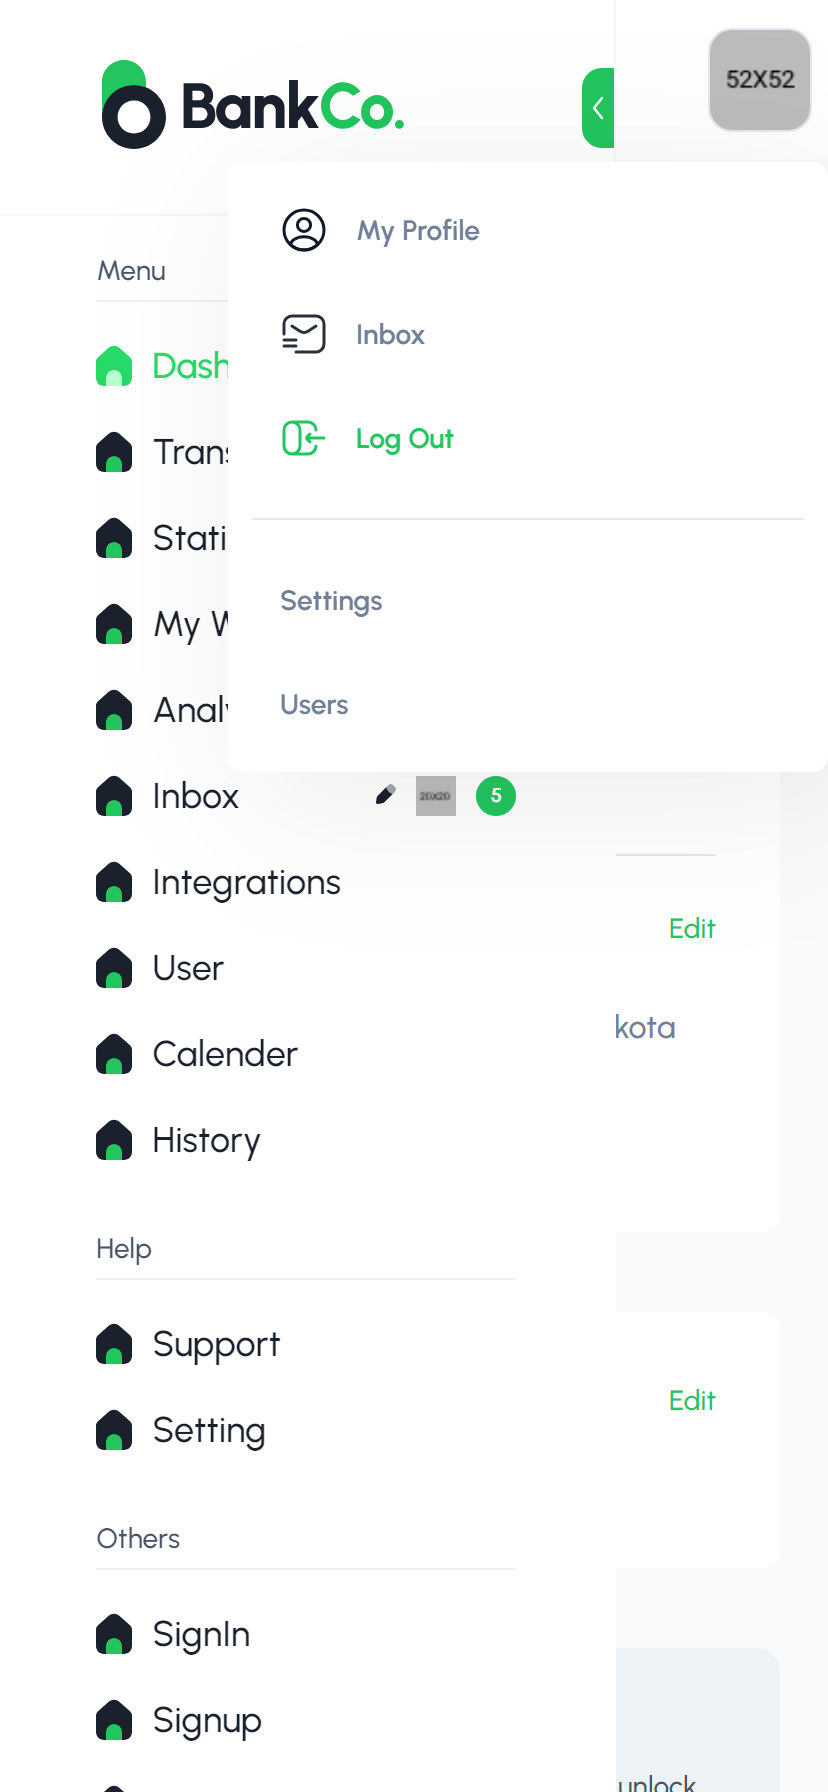 BankCo.
52X52
My Profile
Inbox
Log Out
Settings
Users
Menu
Dash
Trans
Stati
My W
Analy
Inbox
20X20
5
Integrations
User
Calender
History
Edit
kota
Help
Support
Setting
Edit
Others
SignIn
Signup
unlock